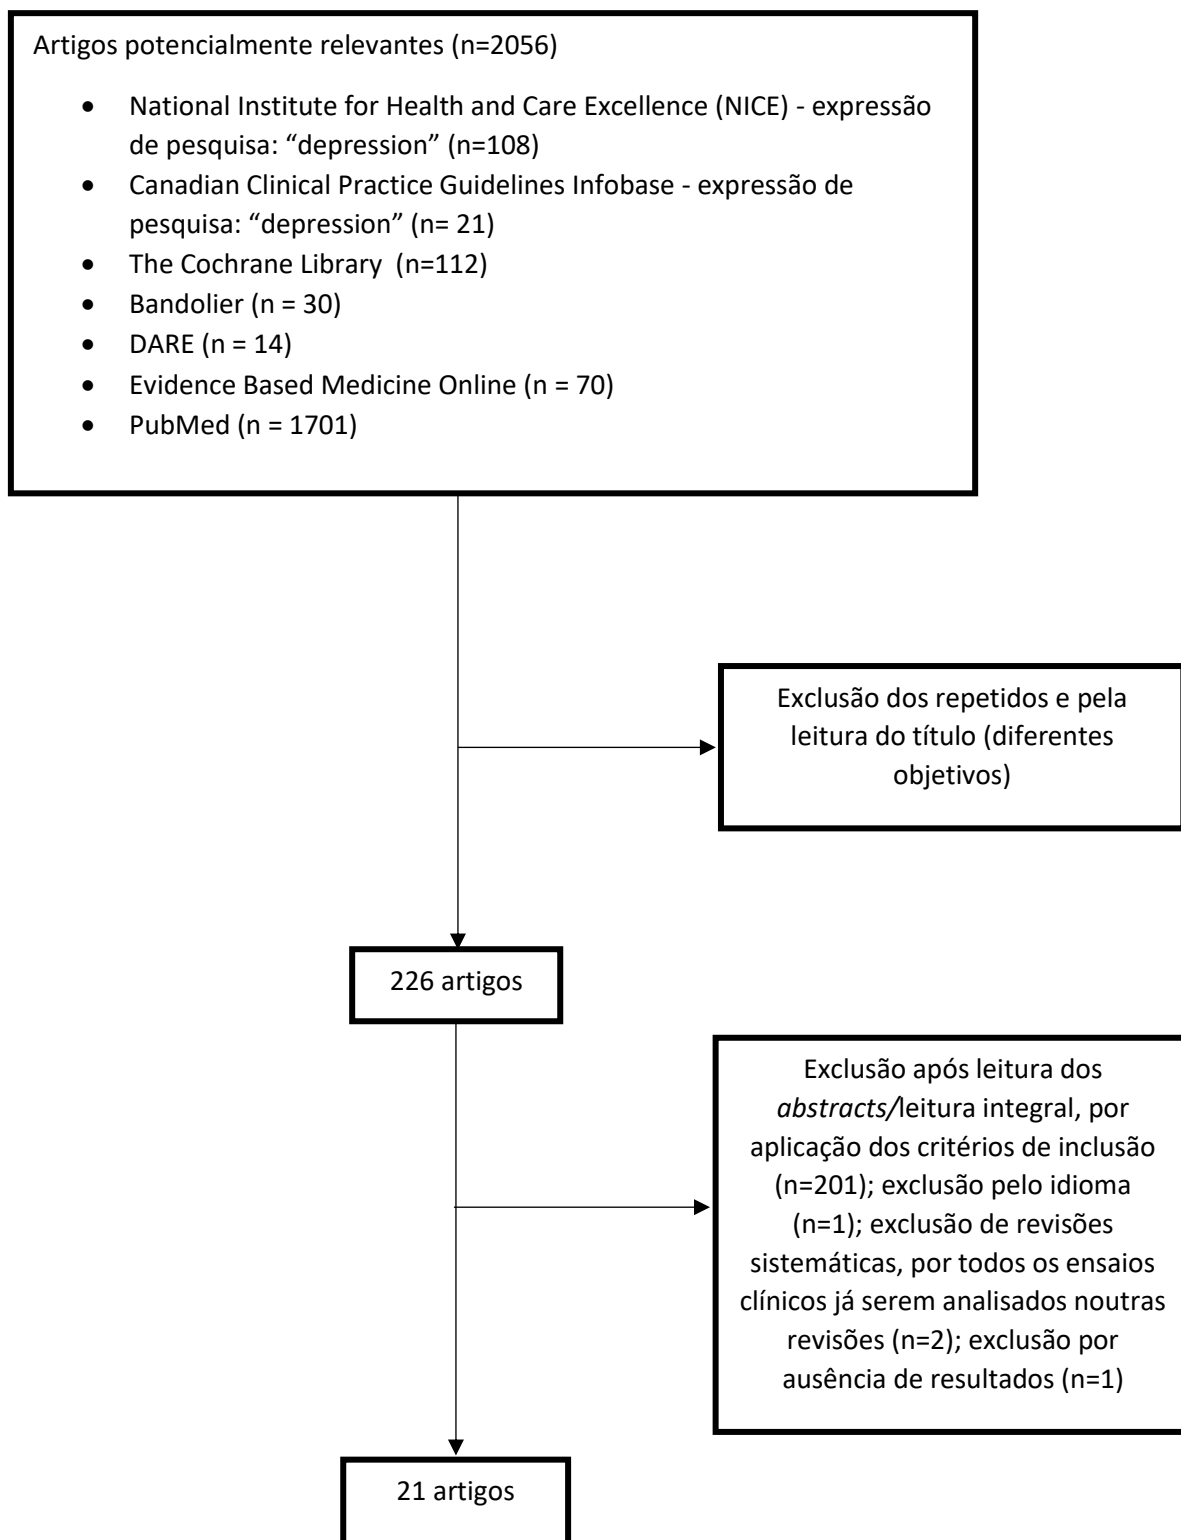 Artigos potencialmente relevantes (n=2056)
• National Institute for Health and Care Excellence (NICE) - expressão
de pesquisa: “depression” (n=108)
• Canadian Clinical Practice Guidelines Infobase - expressão de
pesquisa: “depression” (n= 21)
• The Cochrane Library (n=112)
• Bandolier (n = 30)
• DARE (n = 14)
• Evidence Based Medicine Online (n = 70)
• PubMed (n = 1701)
Exclusão dos repetidos e pela
leitura do título (diferentes
objetivos)
226 artigos
Exclusão após leitura dos
abstracts/leitura integral, por
aplicação dos critérios de inclusão
(n=201); exclusão pelo idioma
(n=1); exclusão de revisões
sistemáticas, por todos os ensaios
clínicos já serem analisados noutras
revisões (n=2); exclusão por
ausência de resultados (n=1)
21 artigos